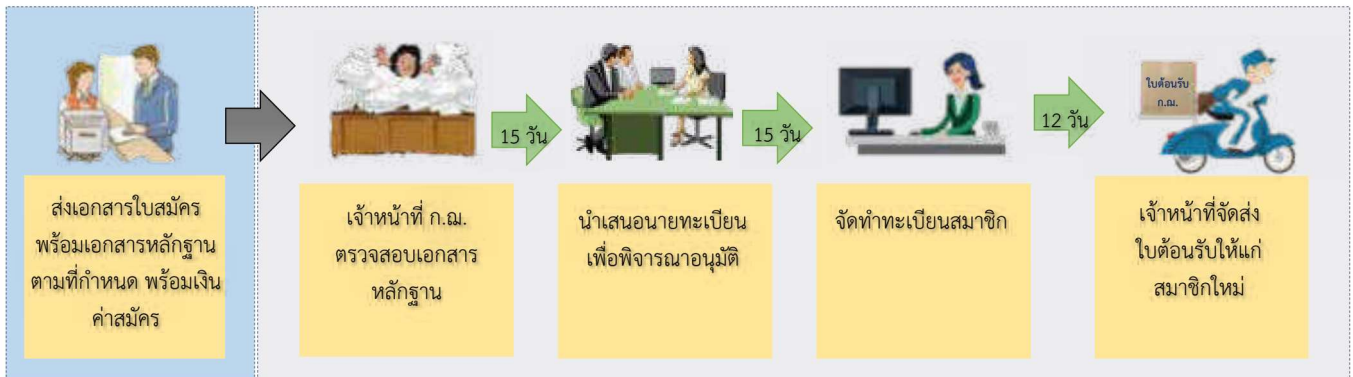 ส่งเอกสารใบสมัคร
พร้อมเอกสารหลักฐาน
ตามที่กำหนด พร้อมเงิน
ค่าสมัคร
เจ้าหน้าที่ ก.ฌ.
ตรวจสอบเอกสาร
หลักฐาน
15 วัน
นำเสนอนายทะเบียน
เพื่อพิจารณาอนุมัติ
15 วัน
จัดทำทะเบียนสมาชิก
12 วัน
ใบต้อนรับ
ก.ฌ.
เจ้าหน้าที่จัดส่ง
ใบต้อนรับให้แก่
สมาชิกใหม่